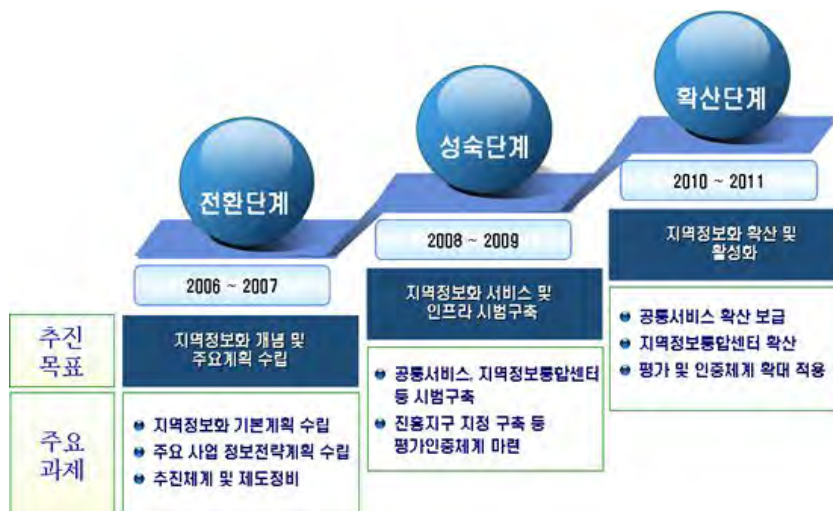 전환단계
2006 ~ 2007
성숙단계
2008 ~ 2009
확산단계
2010 ~ 2011
추진
목표
지역정보화 개념 및
주요계획 수립
지역정보화 서비스 및
인프라 시범구축
지역정보화 확산 및
활성화
주요
과제
지역정보화 기본계획 수립
주요 사업 정보전략계획 수립
추진체계 및 제도정비
공통서비스, 지역정보통합센터
등 시범구축
진흥지구 지정 구축 등
평가인증체계 마련
공통서비스 확산 보급
지역정보통합센터 확산
평가 및 인증체계 확대 적용